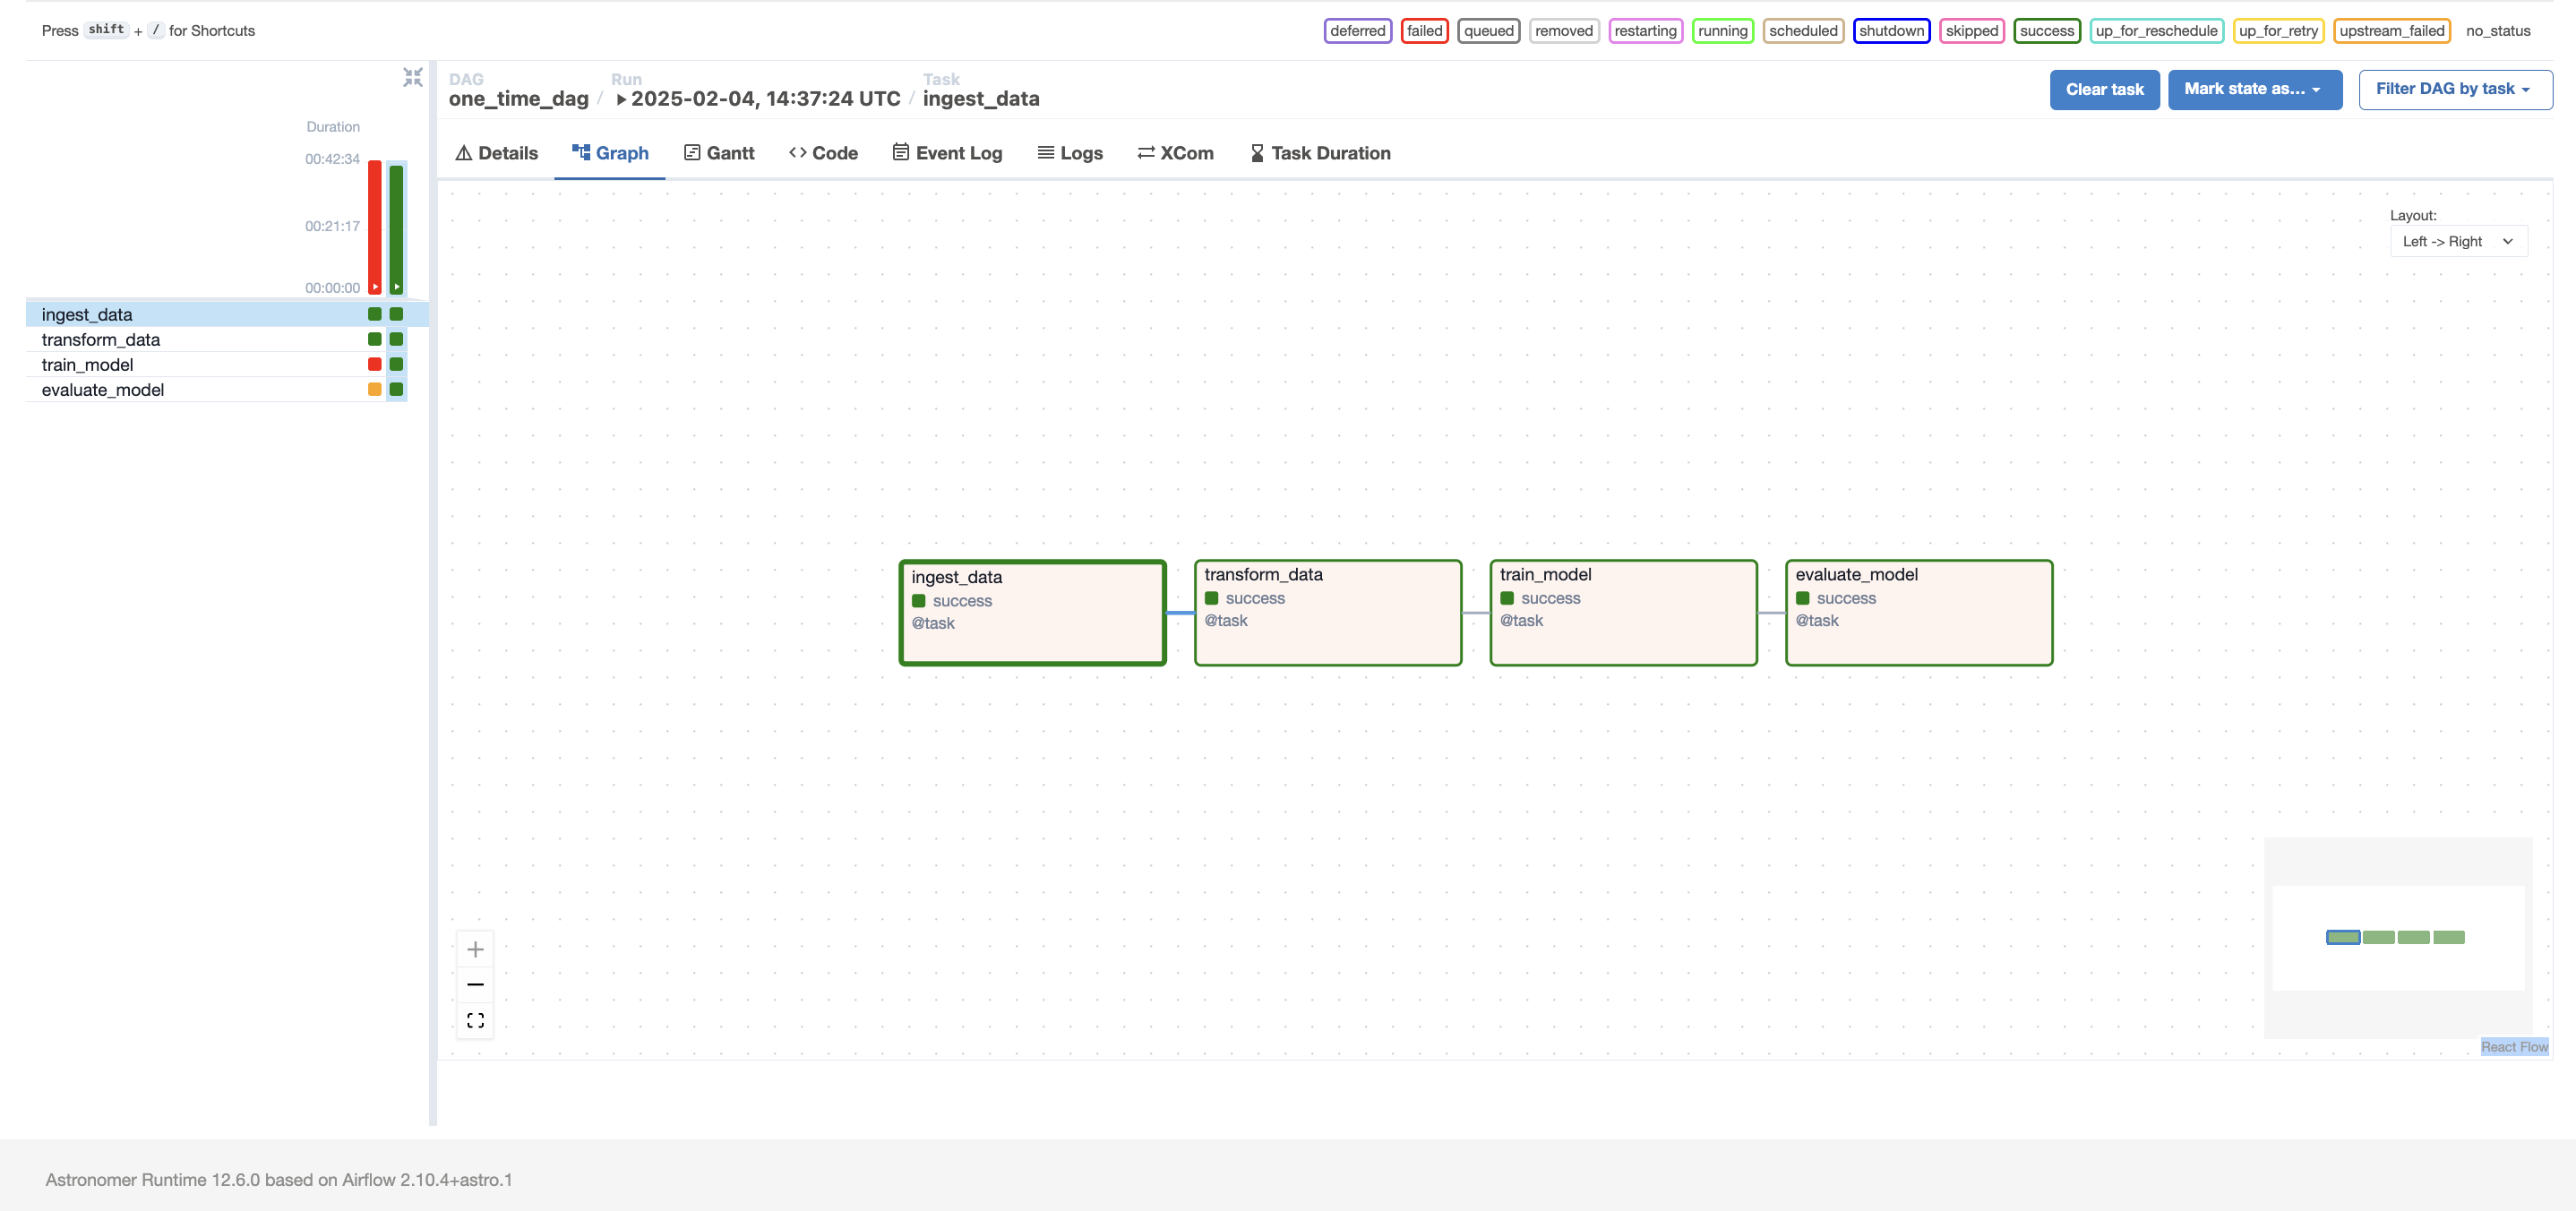 Press shift + / for Shortcuts
deferred failed queued removed restarting running scheduled shutdown skipped success up_for_reschedule up_for_retry upstream_failed no_status
DAG Run Task
one_time_dag / 2025-02-04, 14:37:24 UTC / ingest_data
Clear task Mark state as... Filter DAG by task
Duration
00:42:34
00:21:17
00:00:00
ingest_data
transform_data
train_model
evaluate_model
Details Graph Gantt Code Event Log Logs XCom Task Duration
Layout:
Left -> Right
ingest_data
success
@task
transform_data
success
@task
train_model
success
@task
evaluate_model
success
@task
React Flow
Astronomer Runtime 12.6.0 based on Airflow 2.10.4+astro.1